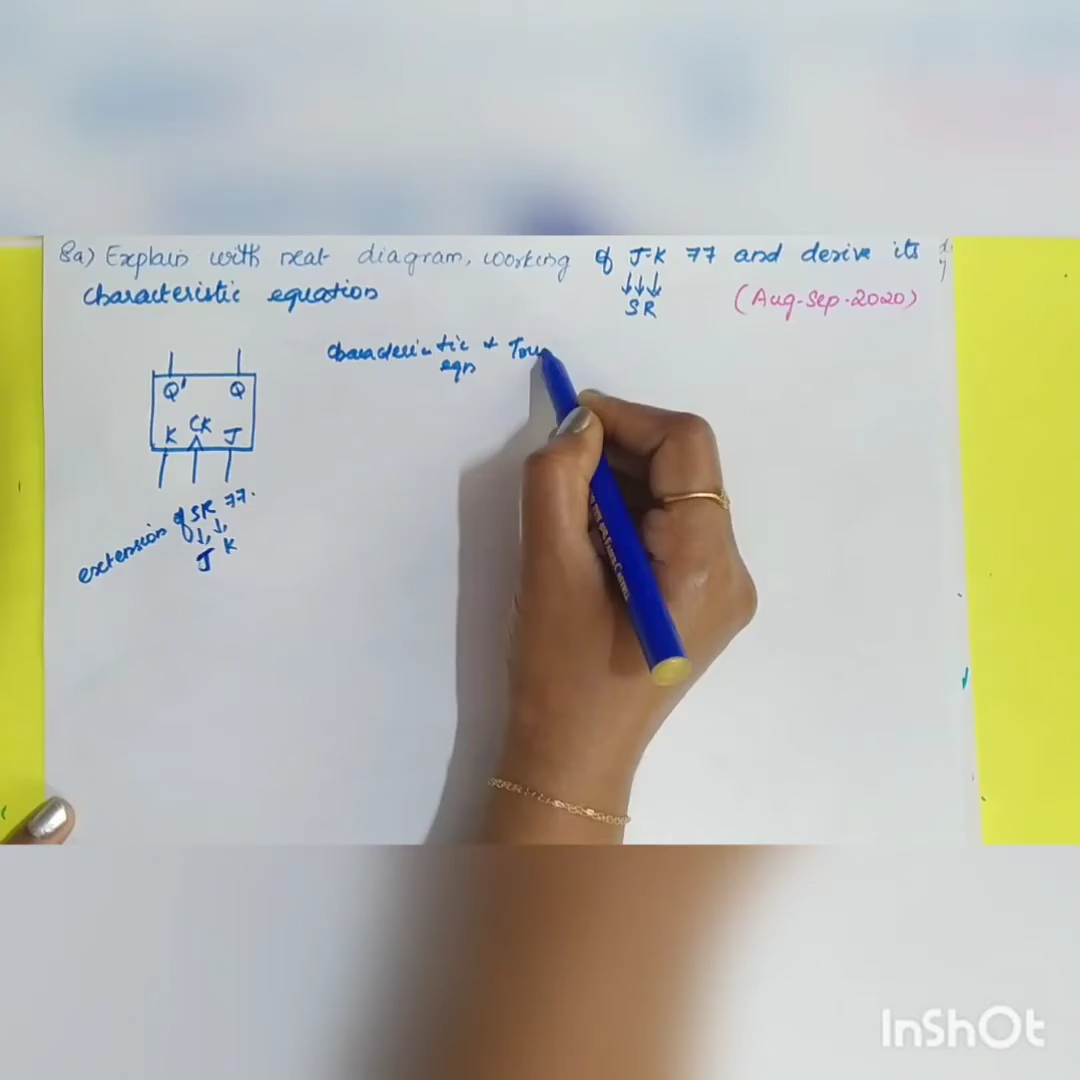 8a) Explain with neat diagram, working of J-K FF and derive its
characteristic equation
↓↓↓
SR
(Aug-Sep-2020)
characteristic & Tru
eqn
Q' Q
K CK J
extension of SR FF.
↓↓
J K
InShOt